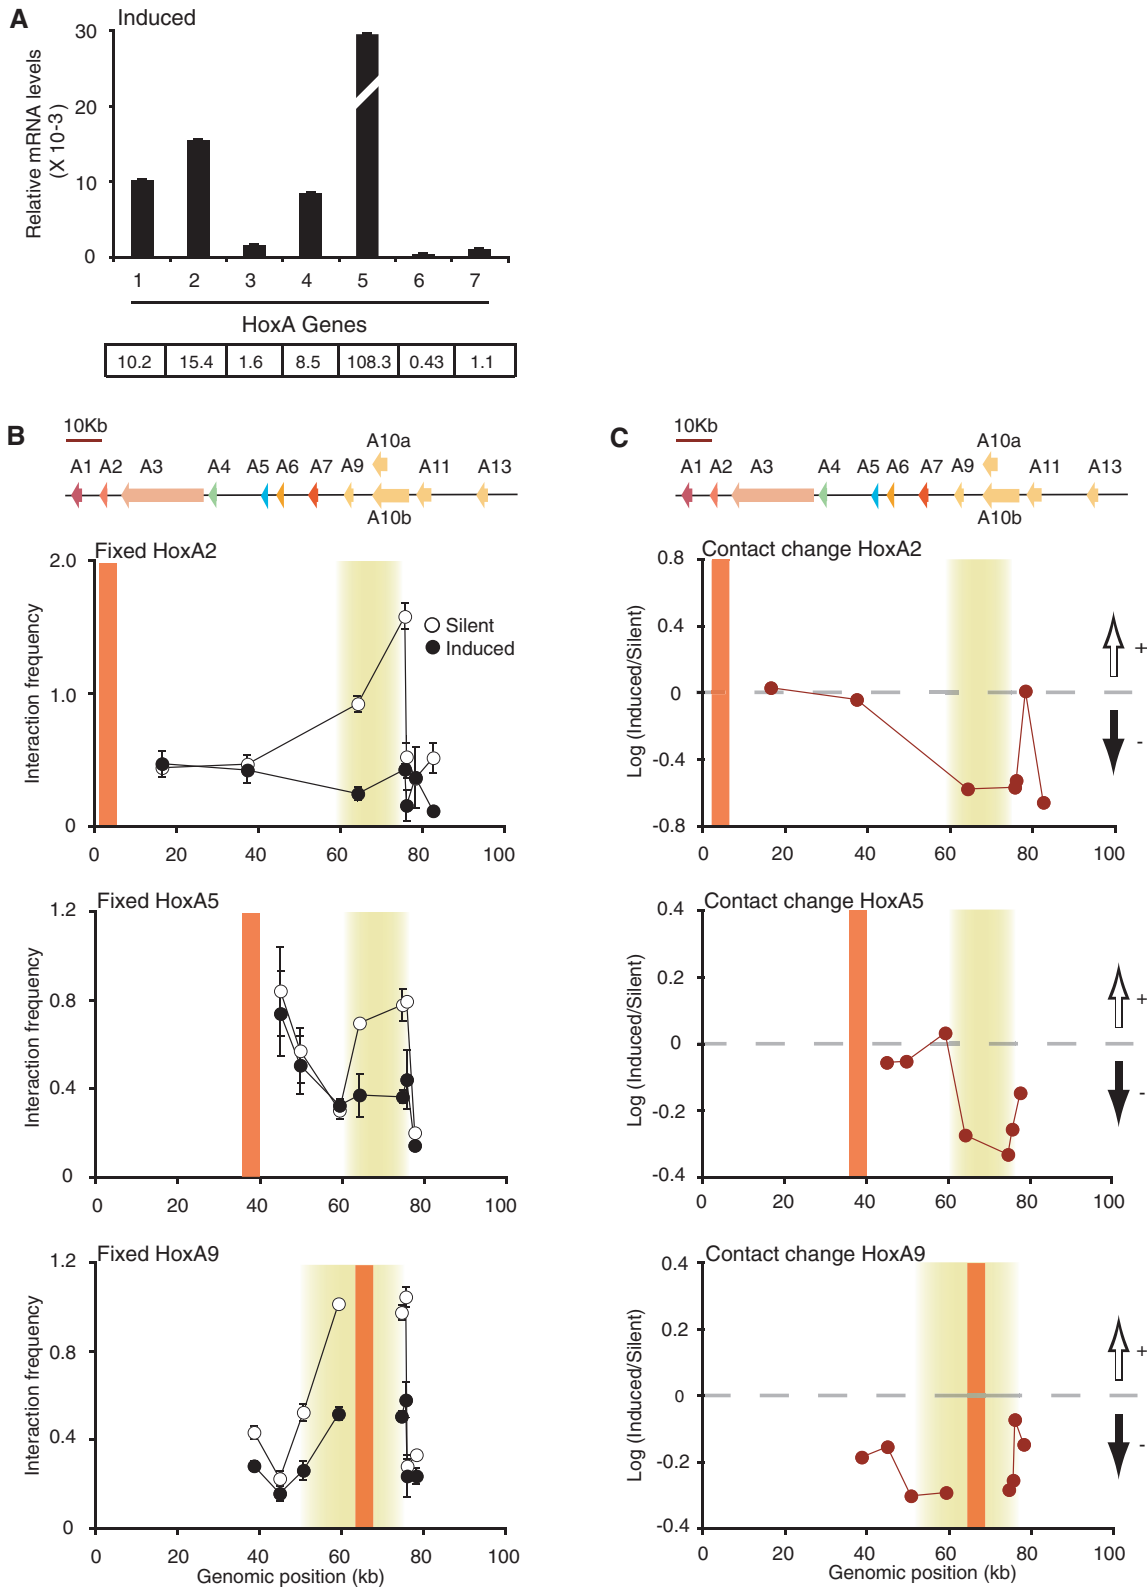 A
Induced
Relative mRNA levels
(X 10-3 )
30
20
10
0
1 2 3 4 5 6 7
HoxA Genes
10.2 15.4 1.6 8.5 108.3 0.43 1.1
B
10Kb
A10a
A1 A2 A3 A4 A5 A6 A7 A9 A11 A13
A10b
Fixed HoxA2
Interaction frequency
2.0
1.0
0
Silent
Induced
0 20 40 60 80 100
Fixed HoxA5
Interaction frequency
1.2
0.8
0.4
0
0 20 40 60 80 100
Fixed HoxA9
Interaction frequency
1.2
0.8
0.4
0
0 20 40 60 80 100
Genomic position (kb)
C
10Kb
A10a
A1 A2 A3 A4 A5 A6 A7 A9 A11 A13
A10b
Contact change HoxA2
Log (Induced/Silent)
0.8
0.4
0
-0.4
-0.8
+
-
0 20 40 60 80 100
Contact change HoxA5
Log (Induced/Silent)
0.4
0.2
0
-0.2
-0.4
+
-
0 20 40 60 80 100
Contact change HoxA9
Log (Induced/Silent)
0.4
0.2
0
-0.2
-0.4
+
-
0 20 40 60 80 100
Genomic position (kb)